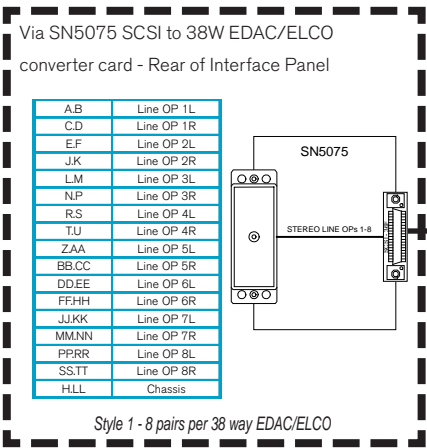 Via SN5075 SCSI to 38W EDAC/ELCO
converter card - Rear of Interface Panel
A.B Line OP 1L
C.D Line OP 1R
E.F Line OP 2L
J.K Line OP 2R
L.M Line OP 3L
N.P Line OP 3R
R.S Line OP 4L
T.U Line OP 4R
Z.AA Line OP 5L
BB.CC Line OP 5R
DD.EE Line OP 6L
FF.HH Line OP 6R
JJ.KK Line OP 7L
MM.NN Line OP 7R
PP.RR Line OP 8L
SS.TT Line OP 8R
H.LL Chassis
SN5075
STEREO LINE OPs 1-8
Style 1 - 8 pairs per 38 way EDAC/ELCO